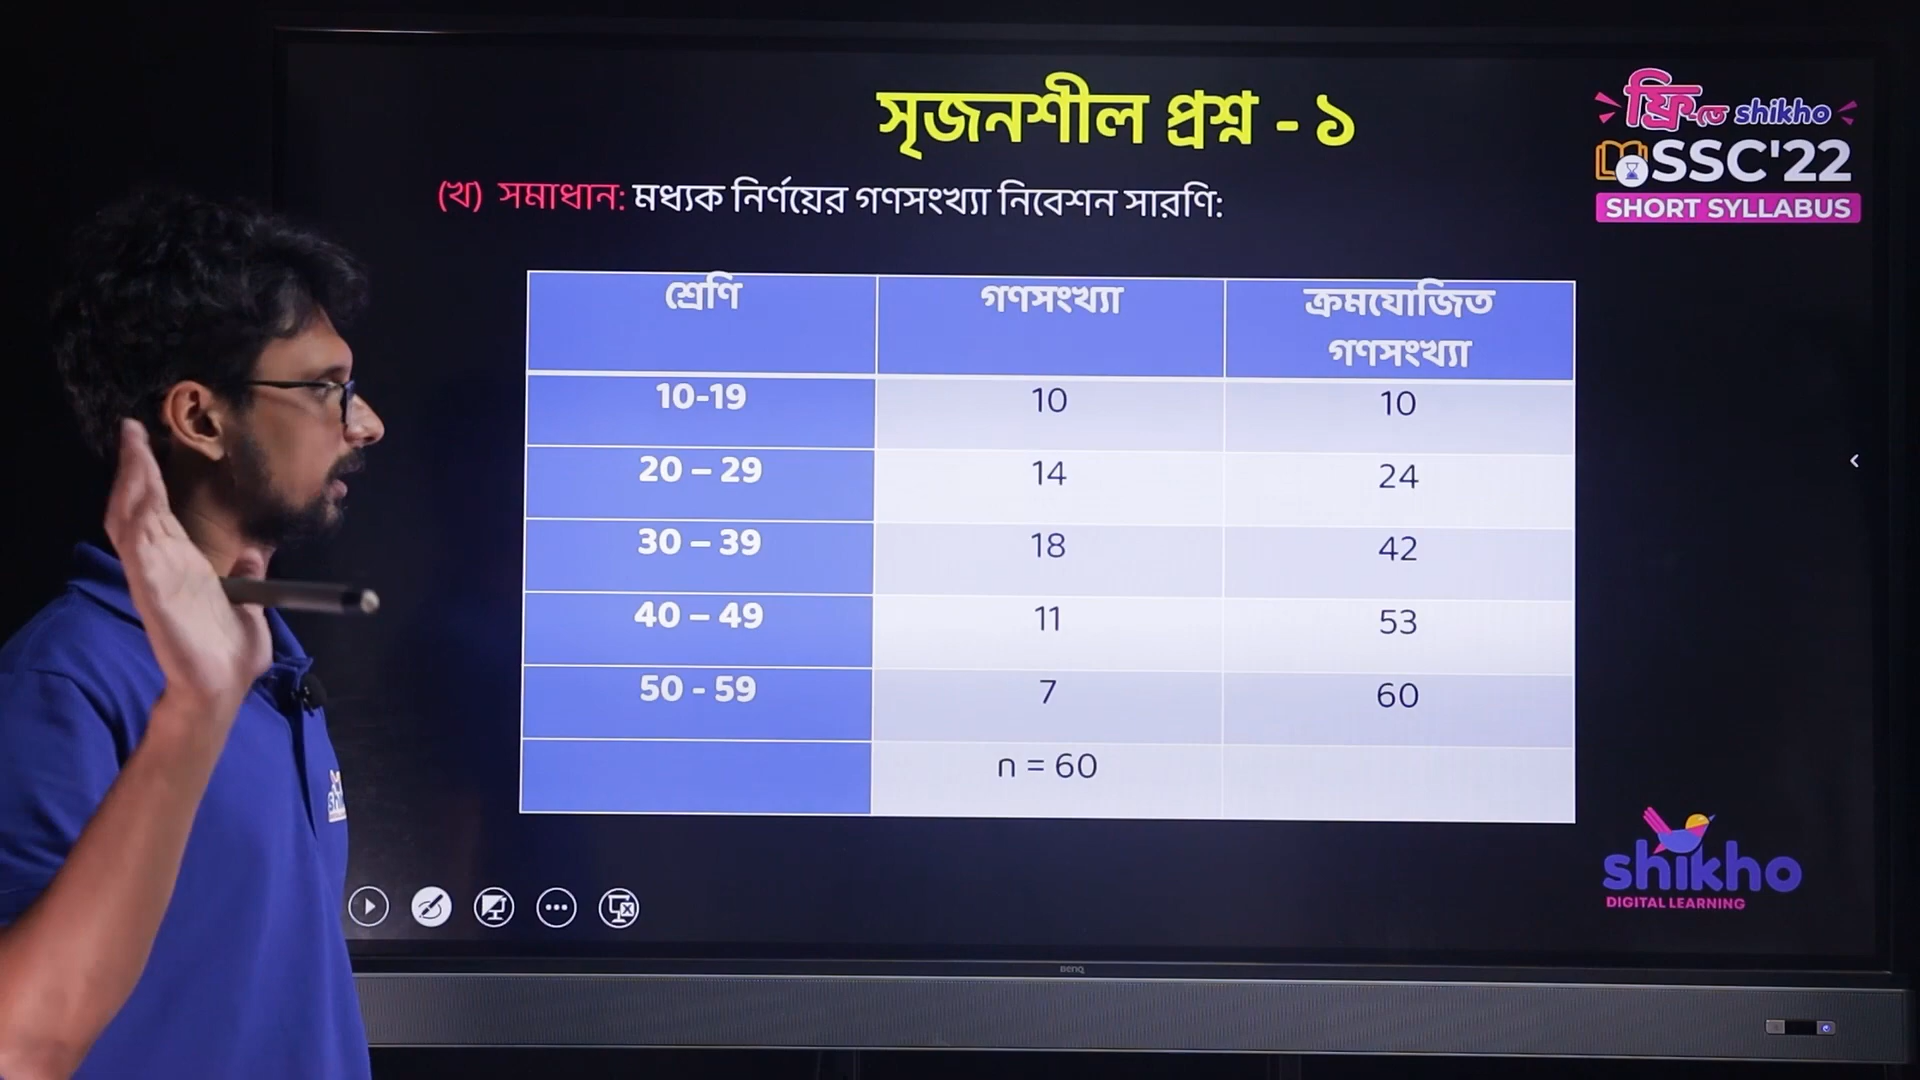 সৃজনশীল প্রশ্ন - ১
ফ্রিতে shikho
SSC'22
SHORT SYLLABUS
(খ) সমাধান: মধ্যক নির্ণয়ের গণসংখ্যা নিবেশন সারণি:
শ্রেণি গণসংখ্যা ক্রমযোজিত গণসংখ্যা
10-19 10 10
20 – 29 14 24
30 – 39 18 42
40 – 49 11 53
50 - 59 7 60
n = 60
shikho
DIGITAL LEARNING
BenQ